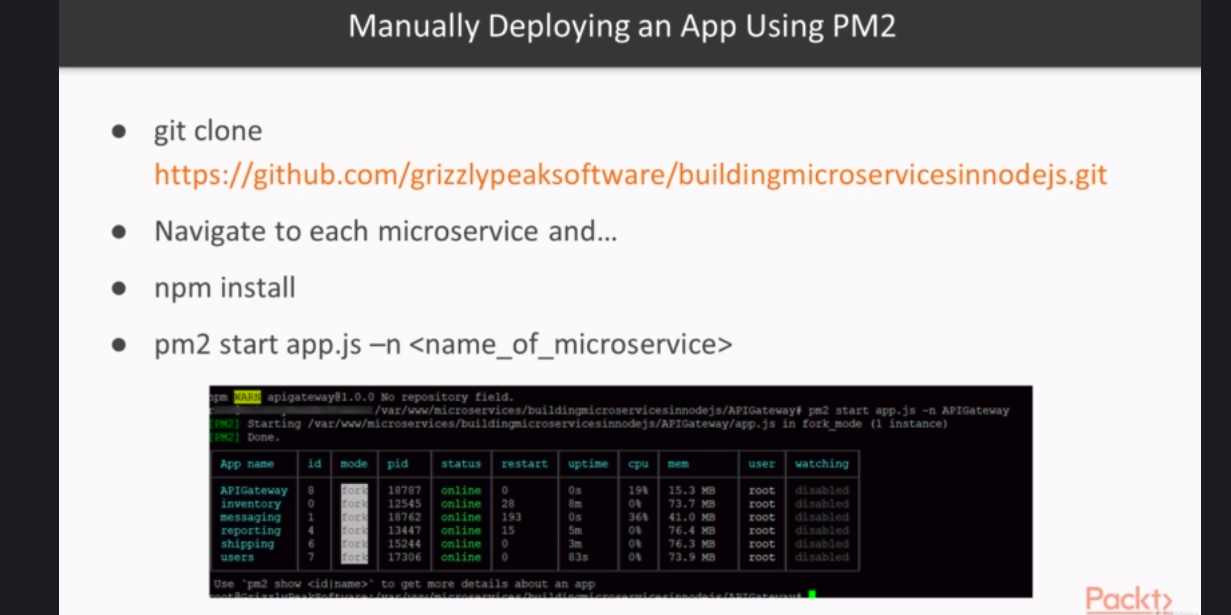 Manually Deploying an App Using PM2
● git clone
https://github.com/grizzlypeaksoftware/buildingmicroservicesinnodejs.git
● Navigate to each microservice and...
● npm install
● pm2 start app.js –n <name_of_microservice>
npm WARN apigateway@1.0.0 No repository field.
/var/www/microservices/buildingmicroservicesinnodejs/APIGateway# pm2 start app.js -n APIGateway
[PM2] Starting /var/www/microservices/buildingmicroservicesinnodejs/APIGateway/app.js in fork_mode (1 instance)
[PM2] Done.
App name id mode pid status restart uptime cpu mem user watching
APIGateway 8 fork 18787 online 0 0s 19% 15.3 MB root disabled
inventory 0 fork 12545 online 28 8m 0% 73.7 MB root disabled
messaging 1 fork 18762 online 193 0s 36% 41.0 MB root disabled
reporting 4 fork 13447 online 15 5m 0% 76.4 MB root disabled
shipping 6 fork 15244 online 0 3m 0% 76.3 MB root disabled
users 7 fork 17306 online 0 83s 0% 73.9 MB root disabled
Use `pm2 show <id|name>` to get more details about an app
root@GrizzlyPeakSoftware:/var/www/microservices/buildingmicroservicesinnodejs/APIGateway#
Packt>